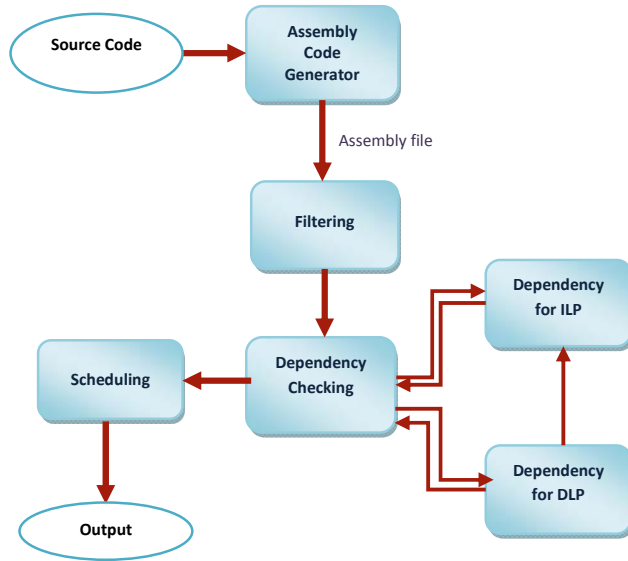 Source Code
Assembly
Code
Generator
Assembly file
Filtering
Dependency
for ILP
Scheduling
Dependency
Checking
Dependency
for DLP
Output